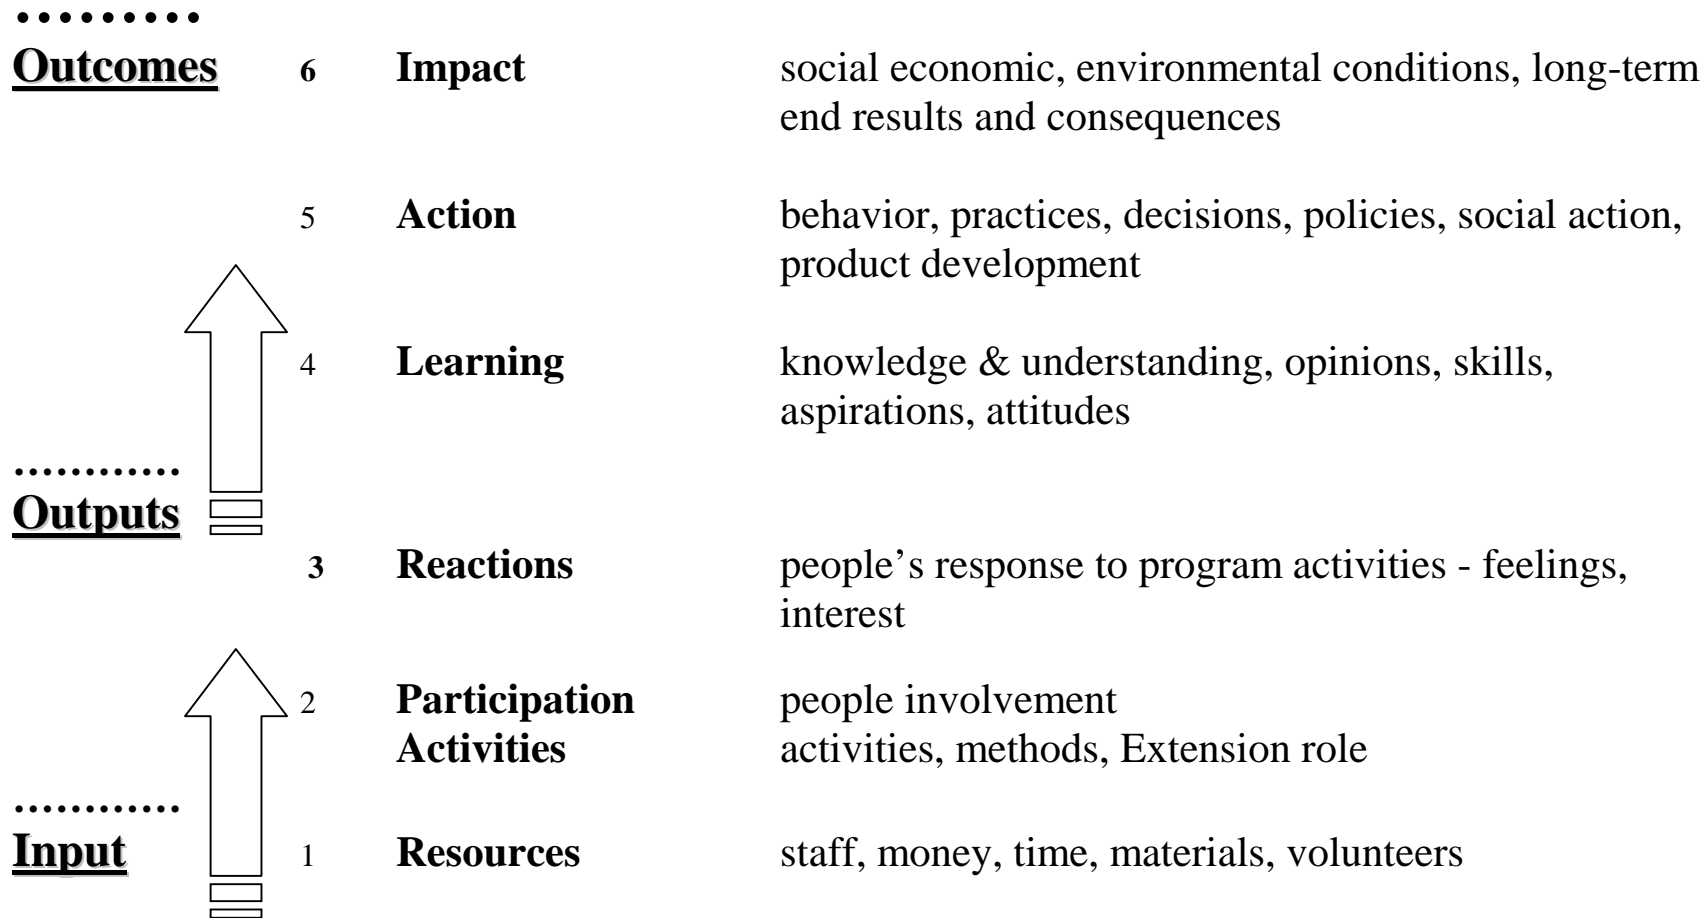 .........
Outcomes 6 Impact social economic, environmental conditions, long-term
end results and consequences
5 Action behavior, practices, decisions, policies, social action,
product development
4 Learning knowledge & understanding, opinions, skills,
aspirations, attitudes
............
Outputs
3 Reactions people’s response to program activities - feelings,
interest
2 Participation people involvement
Activities activities, methods, Extension role
............
Input 1 Resources staff, money, time, materials, volunteers